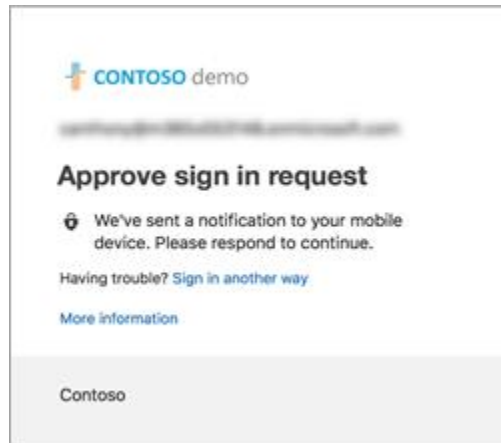 CONTOSO demo
Approve sign in request
We've sent a notification to your mobile
device. Please respond to continue.
Having trouble? Sign in another way
More information
Contoso